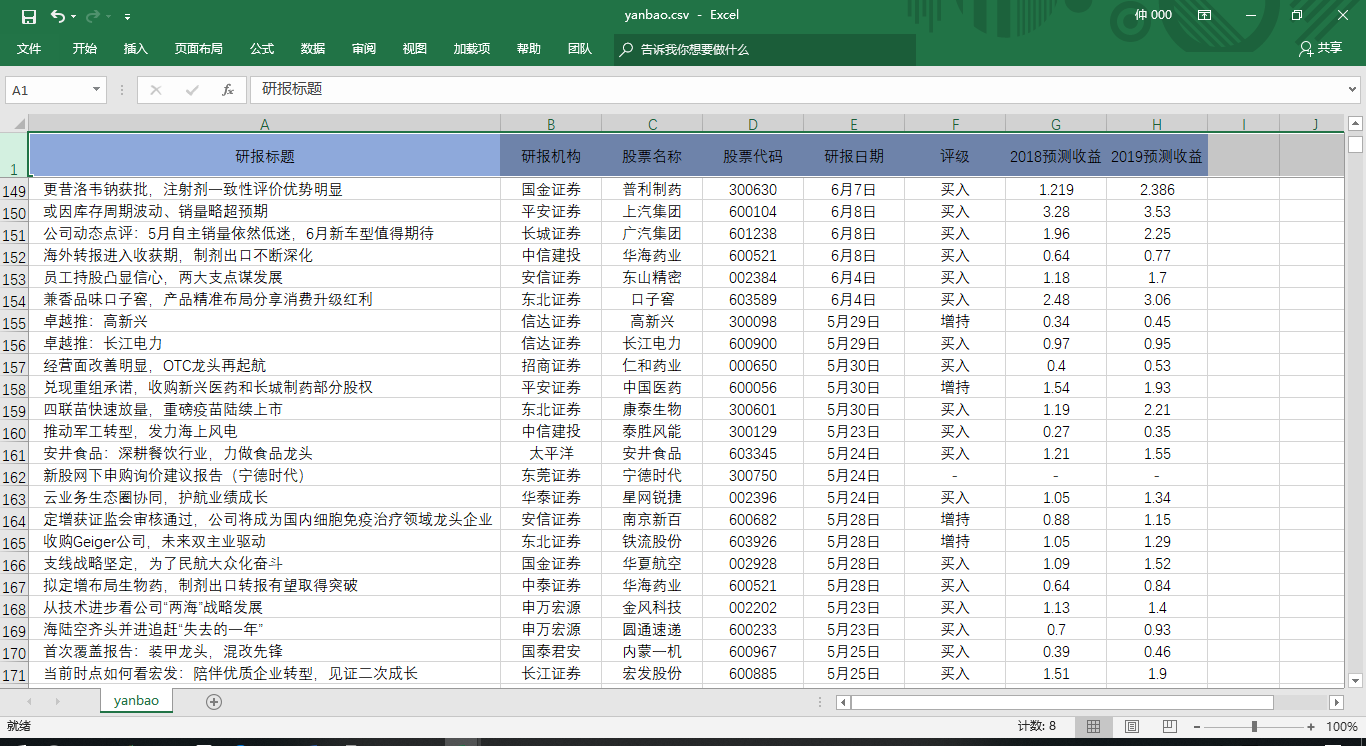 yanbao.csv - Excel
仲 000
文件 开始 插入 页面布局 公式 数据 审阅 视图 加载项 帮助 团队 告诉我你想要做什么 共享
A1 fx 研报标题
A B C D E F G H I J
1 研报标题 研报机构 股票名称 股票代码 研报日期 评级 2018预测收益 2019预测收益
149 更昔洛韦钠获批，注射剂一致性评价优势明显 国金证券 普利制药 300630 6月7日 买入 1.219 2.386
150 或因库存周期波动、销量略超预期 平安证券 上汽集团 600104 6月8日 买入 3.28 3.53
151 公司动态点评：5月自主销量依然低迷，6月新车型值得期待 长城证券 广汽集团 601238 6月8日 买入 1.96 2.25
152 海外转报进入收获期，制剂出口不断深化 中信建投 华海药业 600521 6月8日 买入 0.64 0.77
153 员工持股凸显信心，两大支点谋发展 安信证券 东山精密 002384 6月4日 买入 1.18 1.7
154 兼香品味口子窖，产品精准布局分享消费升级红利 东北证券 口子窖 603589 6月4日 买入 2.48 3.06
155 卓越推：高新兴 信达证券 高新兴 300098 5月29日 增持 0.34 0.45
156 卓越推：长江电力 信达证券 长江电力 600900 5月29日 买入 0.97 0.95
157 经营面改善明显，OTC龙头再起航 招商证券 仁和药业 000650 5月30日 买入 0.4 0.53
158 兑现重组承诺，收购新兴医药和长城制药部分股权 平安证券 中国医药 600056 5月30日 增持 1.54 1.93
159 四联苗快速放量，重磅疫苗陆续上市 东北证券 康泰生物 300601 5月30日 买入 1.19 2.21
160 推动军工转型，发力海上风电 中信建投 泰胜风能 300129 5月23日 买入 0.27 0.35
161 安井食品：深耕餐饮行业，力做食品龙头 太平洋 安井食品 603345 5月24日 买入 1.21 1.55
162 新股网下申购询价建议报告（宁德时代） 东莞证券 宁德时代 300750 5月24日 - - -
163 云业务生态圈协同，护航业绩成长 华泰证券 星网锐捷 002396 5月24日 买入 1.05 1.34
164 定增获证监会审核通过，公司将成为国内细胞免疫治疗领域龙头企业 安信证券 南京新百 600682 5月28日 增持 0.88 1.15
165 收购Geiger公司，未来双主业驱动 东北证券 铁流股份 603926 5月28日 增持 1.05 1.29
166 支线战略坚定，为了民航大众化奋斗 国金证券 华夏航空 002928 5月28日 买入 1.09 1.52
167 拟定增布局生物药，制剂出口转报有望取得突破 中泰证券 华海药业 600521 5月28日 买入 0.64 0.84
168 从技术进步看公司“两海”战略发展 申万宏源 金风科技 002202 5月23日 买入 1.13 1.4
169 海陆空齐头并进追赶“失去的一年” 申万宏源 圆通速递 600233 5月23日 买入 0.7 0.93
170 首次覆盖报告：装甲龙头，混改先锋 国泰君安 内蒙一机 600967 5月25日 买入 0.39 0.46
171 当前时点如何看宏发：陪伴优质企业转型，见证二次成长 长江证券 宏发股份 600885 5月25日 买入 1.51 1.9
yanbao
就绪 计数: 8 100%